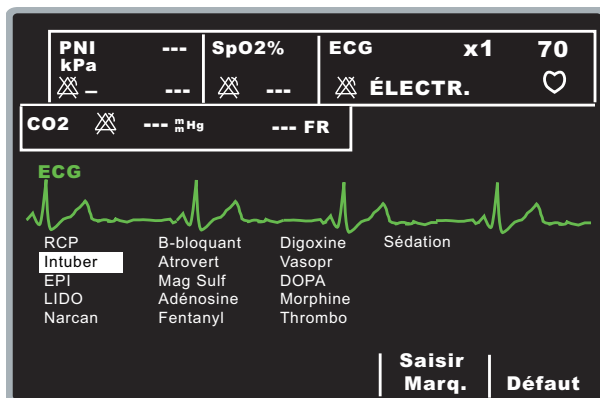 PNI --- SpO2% ECG x1 70
kPa
– --- --- ÉLECTR.
CO2 --- mmHg --- FR
ECG
RCP B-bloquant Digoxine Sédation
Intuber Atrovert Vasopr
EPI Mag Sulf DOPA
LIDO Adénosine Morphine
Narcan Fentanyl Thrombo
Saisir
Marq. Défaut